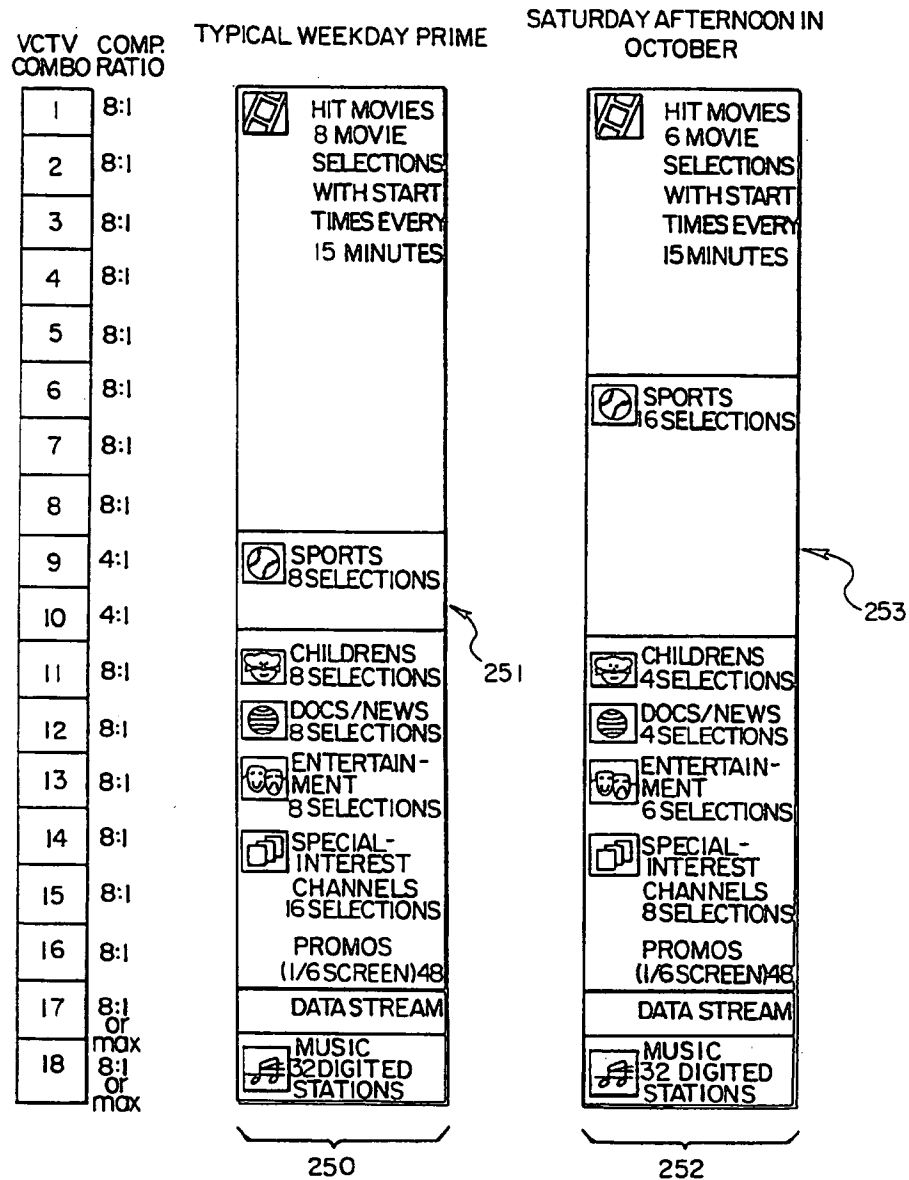 VCTV COMP.
COMBO RATIO
TYPICAL WEEKDAY PRIME
SATURDAY AFTERNOON IN
OCTOBER
1 8:1
2 8:1
3 8:1
4 8:1
5 8:1
6 8:1
7 8:1
8 8:1
9 4:1
10 4:1
11 8:1
12 8:1
13 8:1
14 8:1
15 8:1
16 8:1
17 8:1
or
max
18 8:1
or
max
HIT MOVIES
8 MOVIE
SELECTIONS
WITH START
TIMES EVERY
15 MINUTES
SPORTS
8 SELECTIONS
251
CHILDRENS
8 SELECTIONS
DOCS/NEWS
8 SELECTIONS
ENTERTAIN-
MENT
8 SELECTIONS
SPECIAL-
INTEREST
CHANNELS
16 SELECTIONS
PROMOS
(1/6 SCREEN) 48
DATA STREAM
MUSIC
32 DIGITED
STATIONS
250
HIT MOVIES
6 MOVIE
SELECTIONS
WITH START
TIMES EVERY
15 MINUTES
SPORTS
16 SELECTIONS
253
CHILDRENS
4 SELECTIONS
DOCS/NEWS
4 SELECTIONS
ENTERTAIN-
MENT
6 SELECTIONS
SPECIAL-
INTEREST
CHANNELS
8 SELECTIONS
PROMOS
(1/6 SCREEN) 48
DATA STREAM
MUSIC
32 DIGITED
STATIONS
252